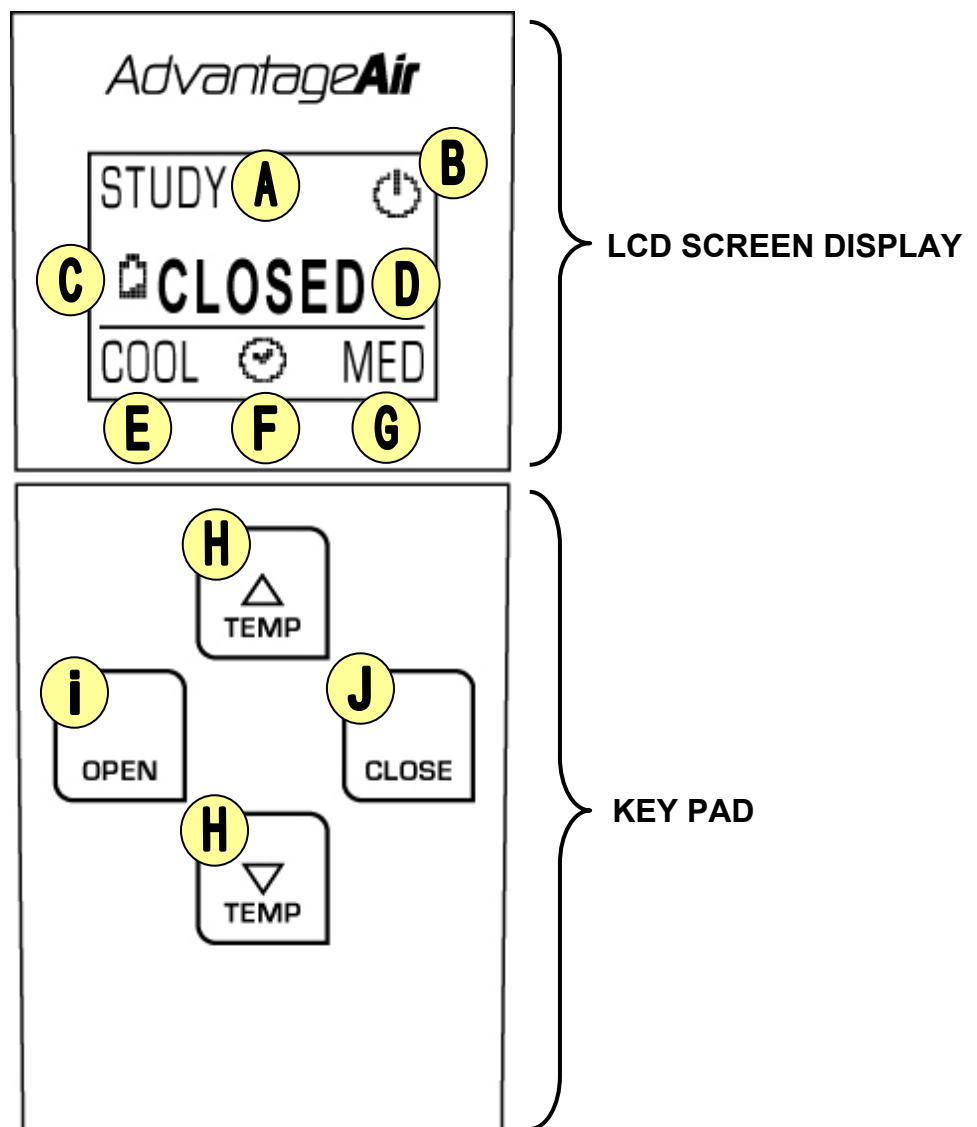 AdvantageAir
STUDY A B
C CLOSED D
COOL MED
E F G
LCD SCREEN DISPLAY
H
TEMP
i J
OPEN CLOSE
H
TEMP
KEY PAD